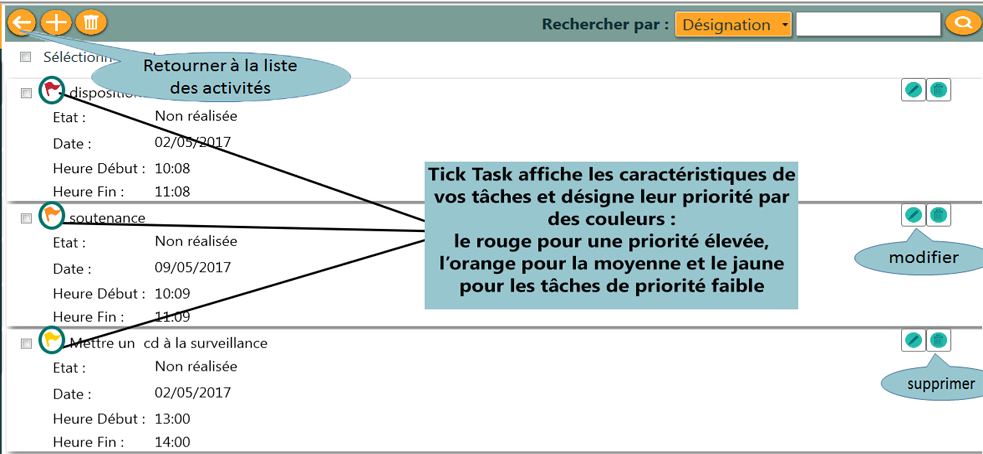 Rechercher par : Désignation
Retourner à la liste
des activités
Etat : Non réalisée
Date : 02/05/2017
Heure Début : 10:08
Heure Fin : 11:08
Tick Task affiche les caractéristiques de
vos tâches et désigne leur priorité par
des couleurs :
le rouge pour une priorité élevée,
l'orange pour la moyenne et le jaune
pour les tâches de priorité faible
soutenance
Etat : Non réalisée
Date : 09/05/2017
Heure Début : 10:09
Heure Fin : 11:09
modifier
Mettre un cd à la surveillance
Etat : Non réalisée
Date : 02/05/2017
Heure Début : 13:00
Heure Fin : 14:00
supprimer